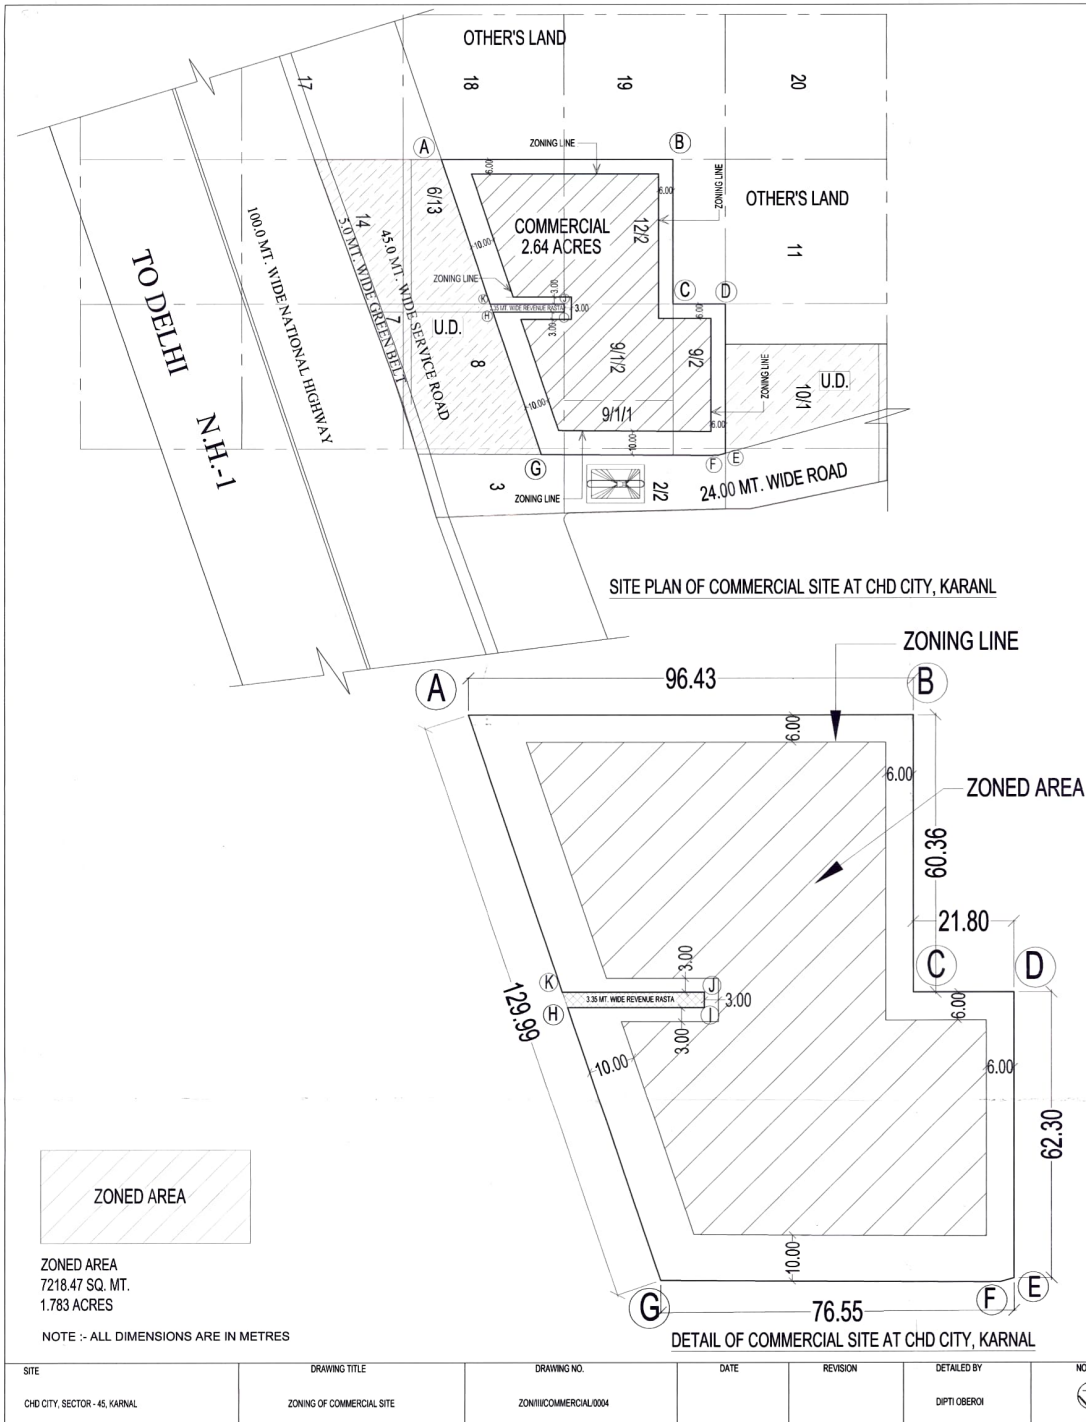 OTHER'S LAND
17
18
19
20
A
B
ZONING LINE
6.00
6.00
ZONING LINE
OTHER'S LAND
6/13
COMMERCIAL
2.64 ACRES
12/2
14
11
10.00
TO DELHI
N.H.-1
100.0 MT. WIDE NATIONAL HIGHWAY
5.0 MT. WIDE GREEN BELT
45.0 MT. WIDE SERVICE ROAD
ZONING LINE
C
D
K
J
3.00
3.35 MT. WIDE REVENUE RASTA
3.00
H
I
3.00
6.00
7
U.D.
8
9/1/2
9/2
ZONING LINE
10/1
U.D.
10.00
9/1/1
6.00
10.00
G
F
E
3
ZONING LINE
2/2
24.00 MT. WIDE ROAD
SITE PLAN OF COMMERCIAL SITE AT CHD CITY, KARANL
ZONING LINE
A
96.43
B
6.00
6.00
ZONED AREA
60.36
21.80
C
D
K
3.00
J
3.35 MT. WIDE REVENUE RASTA
3.00
H
I
3.00
6.00
129.99
10.00
6.00
62.30
10.00
G
76.55
F
E
DETAIL OF COMMERCIAL SITE AT CHD CITY, KARNAL
ZONED AREA
ZONED AREA
7218.47 SQ. MT.
1.783 ACRES
NOTE :- ALL DIMENSIONS ARE IN METRES
SITE
DRAWING TITLE
DRAWING NO.
DATE
REVISION
DETAILED BY
NO
CHD CITY, SECTOR - 45, KARNAL
ZONING OF COMMERCIAL SITE
ZON/III/COMMERCIAL/0004
DIPTI OBEROI